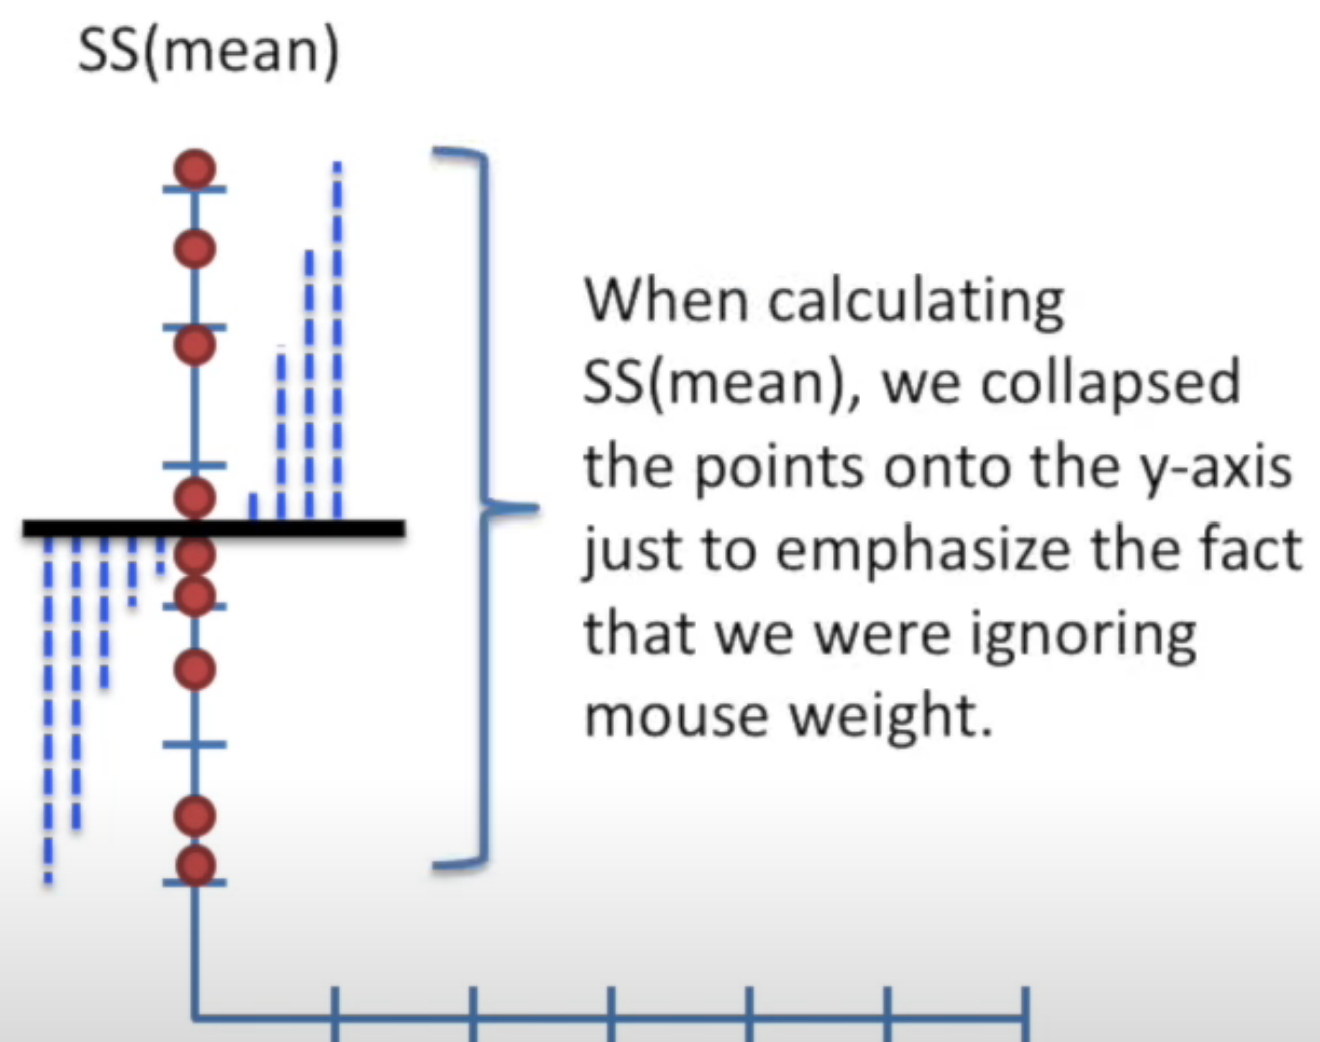 SS(mean)
When calculating
SS(mean), we collapsed
the points onto the y-axis
just to emphasize the fact
that we were ignoring
mouse weight.